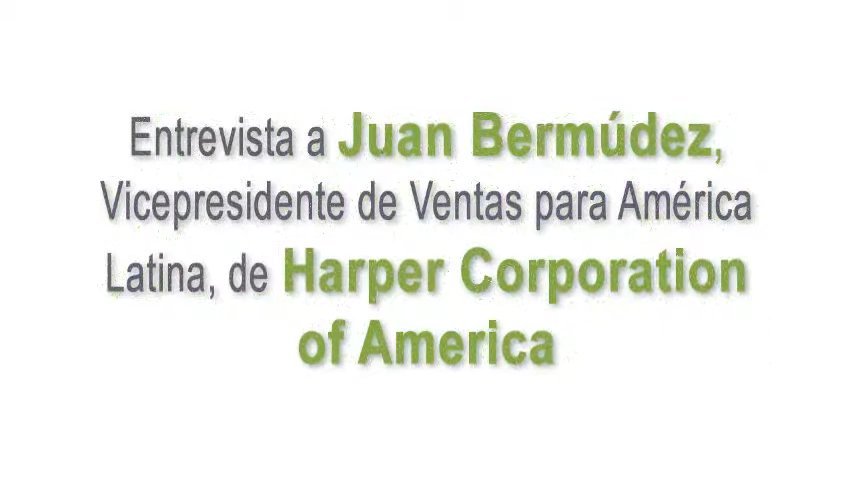 Entrevista a Juan Bermúdez,
Vicepresidente de Ventas para América
Latina, de Harper Corporation
of America